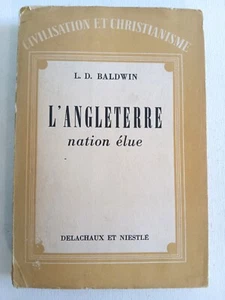 CIVILISATION ET CHRISTIANISME
L. D. BALDWIN
L'ANGLETERRE
nation élue
DELACHAUX ET NIESTLÉ